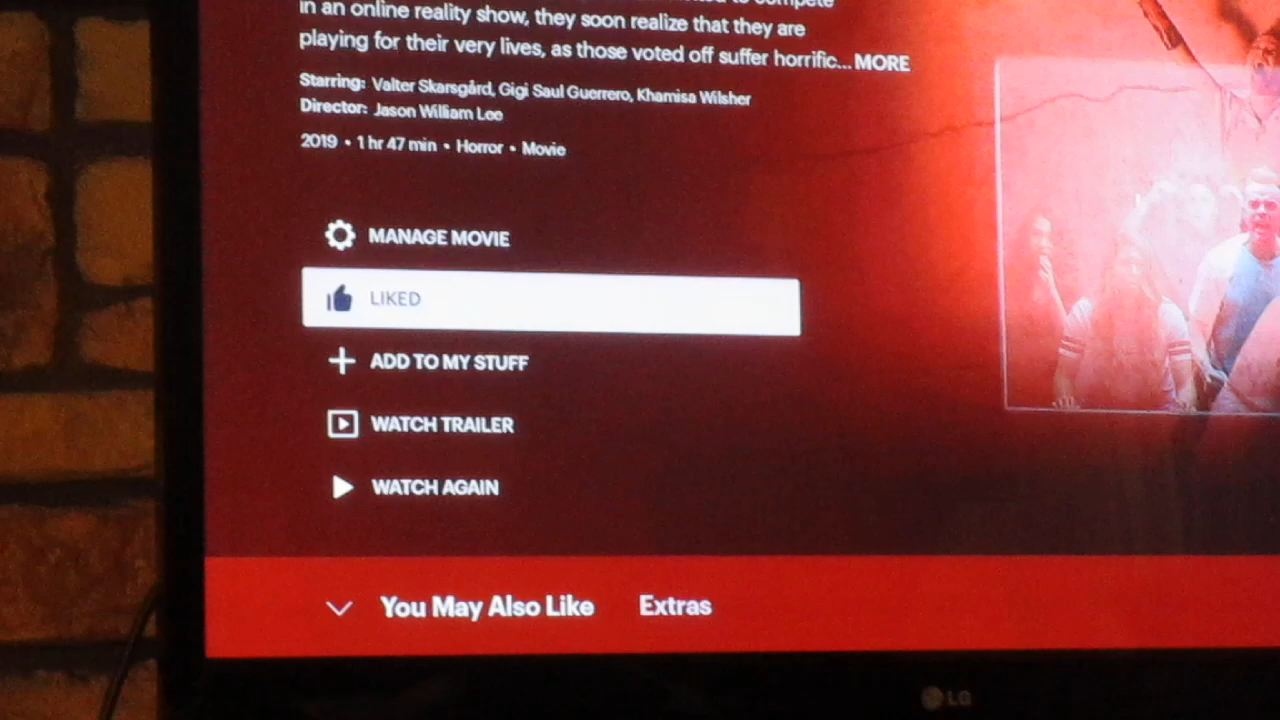 compete
in an online reality show, they soon realize that they are
playing for their very lives, as those voted off suffer horrific... MORE
Starring: Valter Skarsgård, Gigi Saul Guerrero, Khamisa Wilsher
Director: Jason William Lee
2019 • 1 hr 47 min • Horror • Movie
MANAGE MOVIE
LIKED
ADD TO MY STUFF
WATCH TRAILER
WATCH AGAIN
You May Also Like Extras
LG